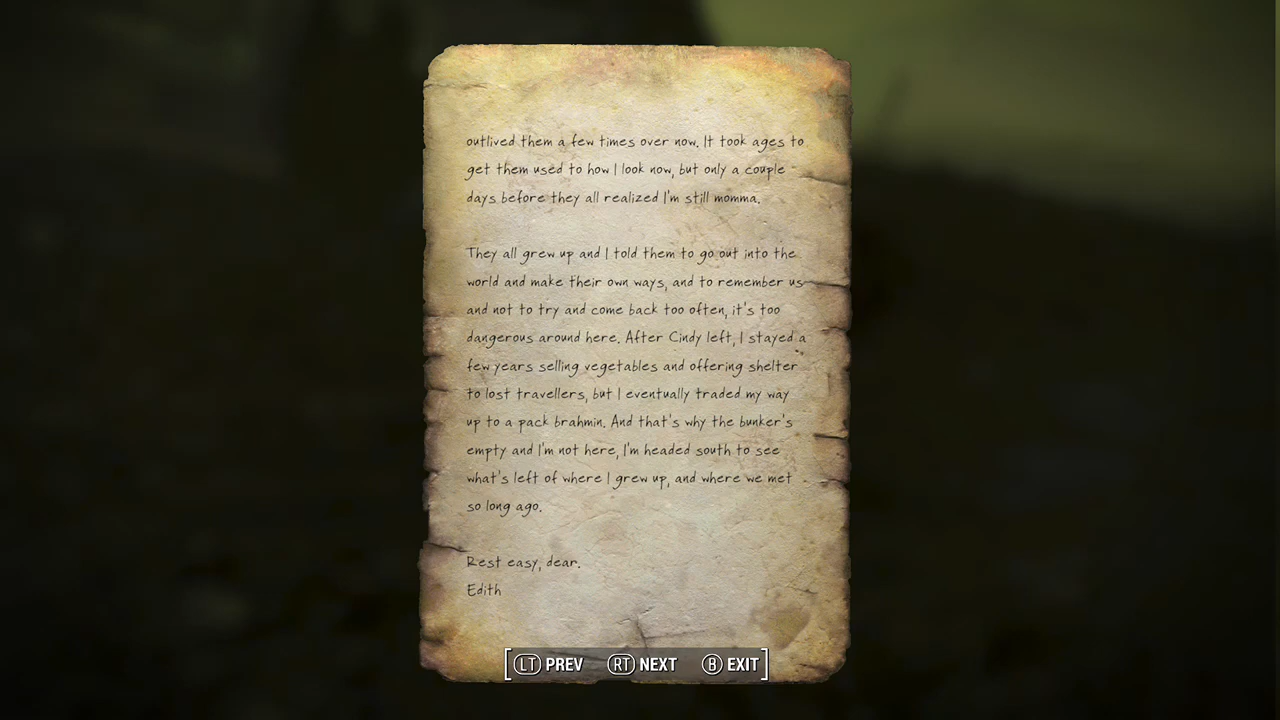 outlived them a few times over now. It took ages to
get them used to how I look now, but only a couple
days before they all realized I'm still momma.
They all grew up and I told them to go out into the
world and make their own ways, and to remember us
and not to try and come back too often, it's too
dangerous around here. After Cindy left, I stayed a
few years selling vegetables and offering shelter
to lost travellers, but I eventually traded my way
up to a pack brahmin. And that's why the bunker's
empty and I'm not here, I'm headed south to see
what's left of where I grew up, and where we met
so long ago.
Rest easy, dear.
Edith
[ LT PREV RT NEXT B EXIT ]